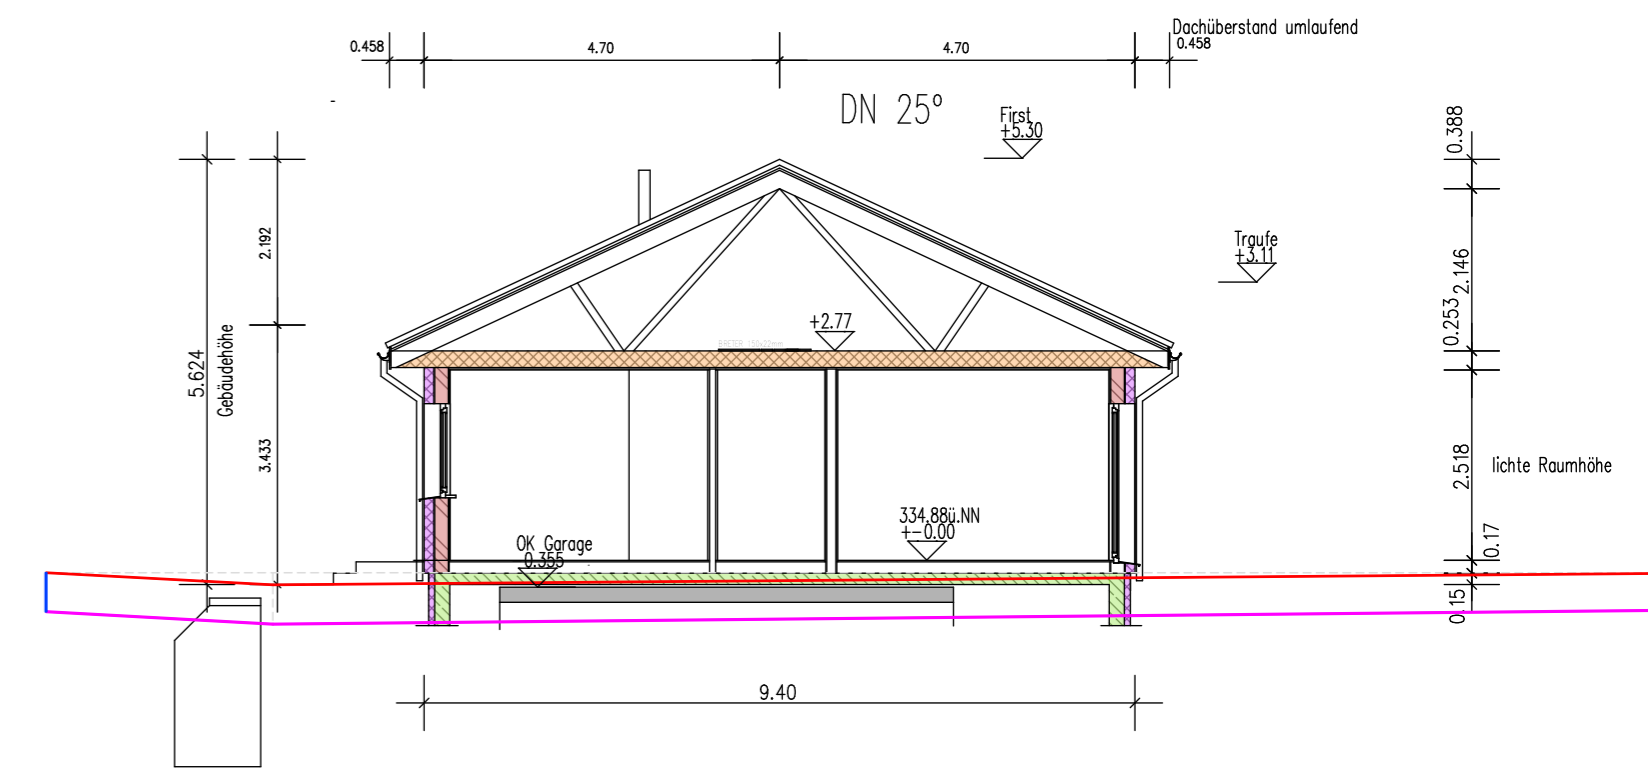 Dachüberstand umlaufend
0.458
4.70
4.70
0.458
DN 25°
First
+5.30
0.388
Traufe
+3.11
2.192
2.146
0.253
+2.77
BRETER 150x22mm
5.624
Gebäudehöhe
3.433
2.518
lichte Raumhöhe
334.88ü.NN
+-0.00
OK Garage
0.355
0.17
0.15
9.40